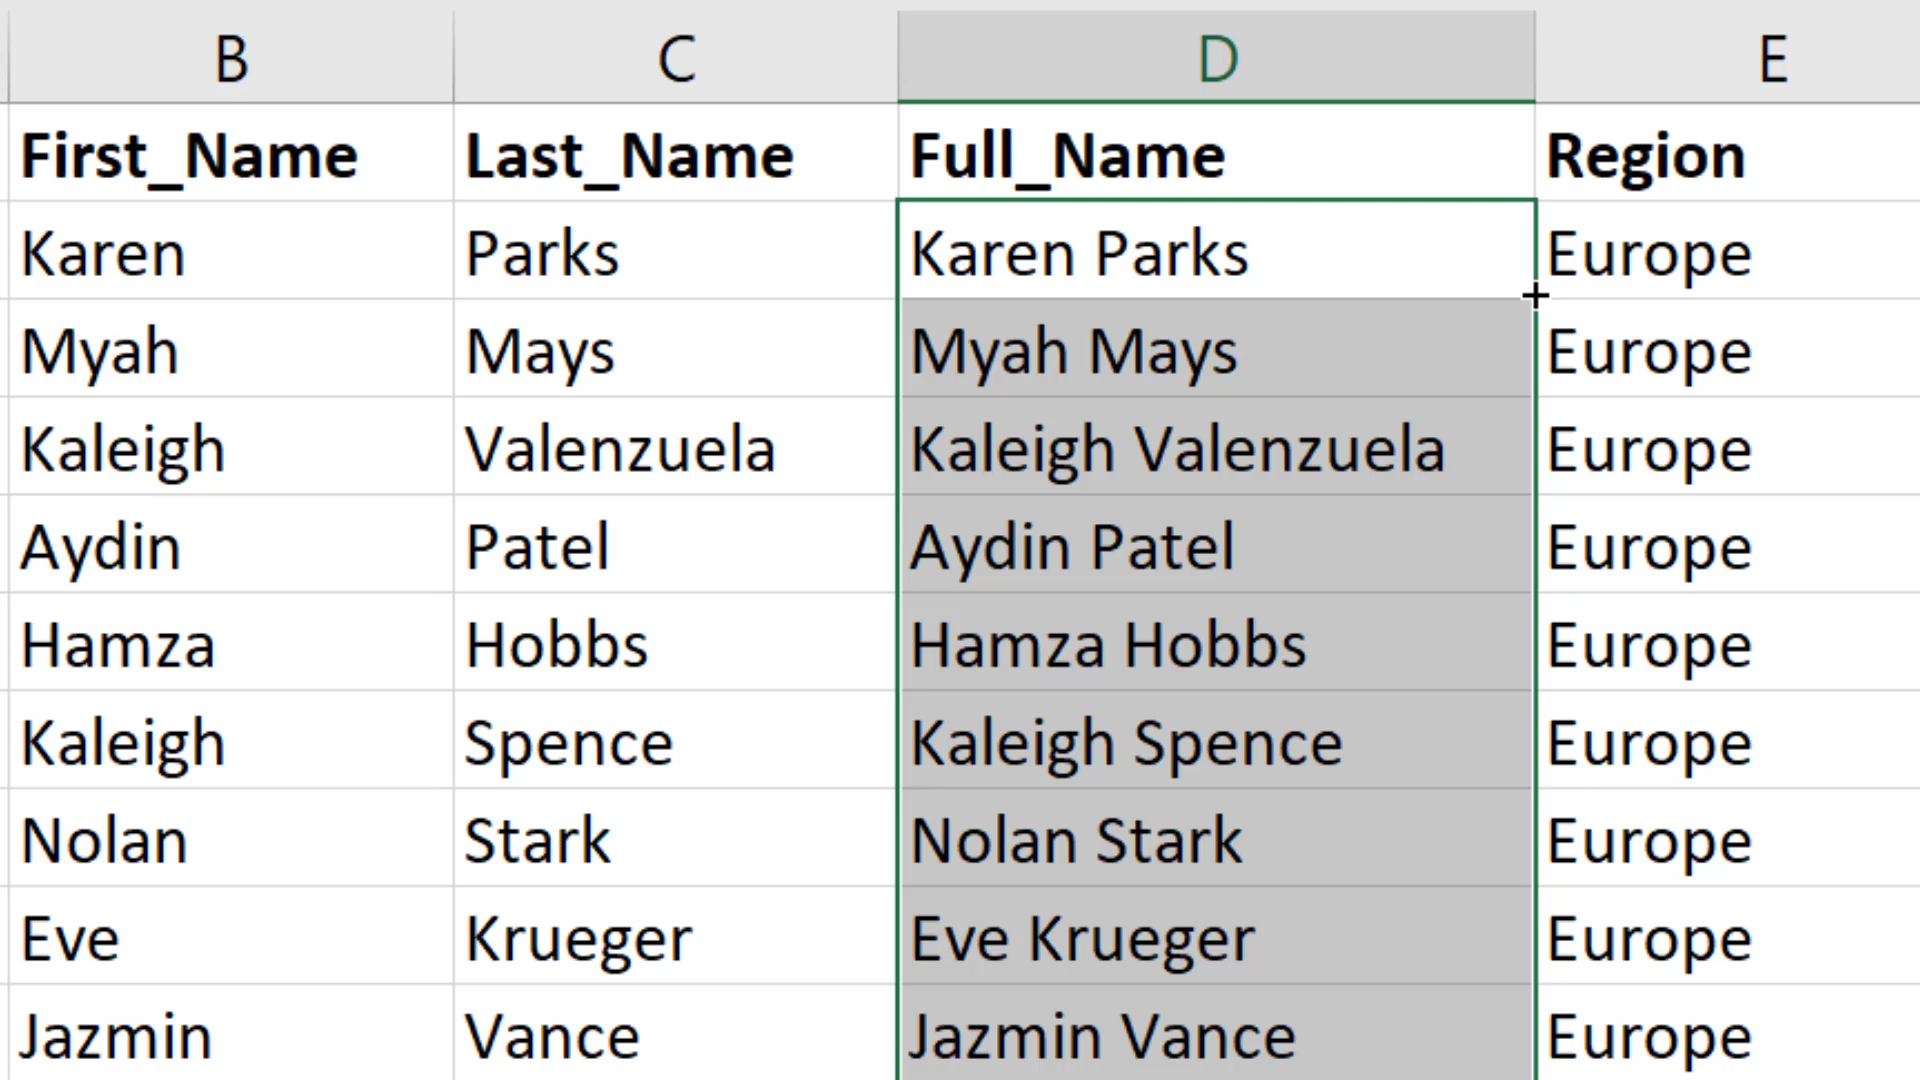 B C D E
First_Name Last_Name Full_Name Region
Karen Parks Karen Parks Europe
Myah Mays Myah Mays Europe
Kaleigh Valenzuela Kaleigh Valenzuela Europe
Aydin Patel Aydin Patel Europe
Hamza Hobbs Hamza Hobbs Europe
Kaleigh Spence Kaleigh Spence Europe
Nolan Stark Nolan Stark Europe
Eve Krueger Eve Krueger Europe
Jazmin Vance Jazmin Vance Europe